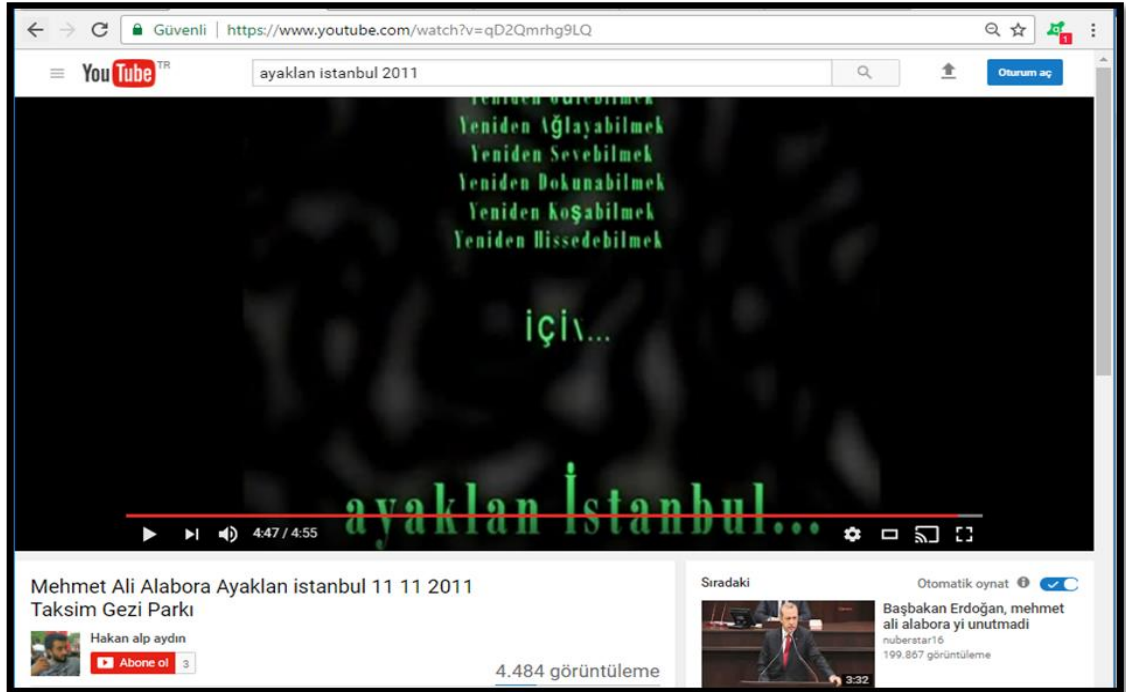 Güvenli | https://www.youtube.com/watch?v=qD2Qmrhg9LQ
1
YouTube TR
ayaklan istanbul 2011
Oturum aç
Yeniden Gülebilmek
Yeniden Ağlayabilmek
Yeniden Sevebilmek
Yeniden Dokunabilmek
Yeniden Koşabilmek
Yeniden Hissedebilmek
için...
ayaklan İstanbul...
4:47 / 4:55
Mehmet Ali Alabora Ayaklan istanbul 11 11 2011
Taksim Gezi Parkı
Hakan alp aydın
Abone ol 3
4.484 görüntüleme
Sıradaki
Otomatik oynat
Başbakan Erdoğan, mehmet
ali alabora yi unutmadi
nuberstar16
199.867 görüntüleme
3:32